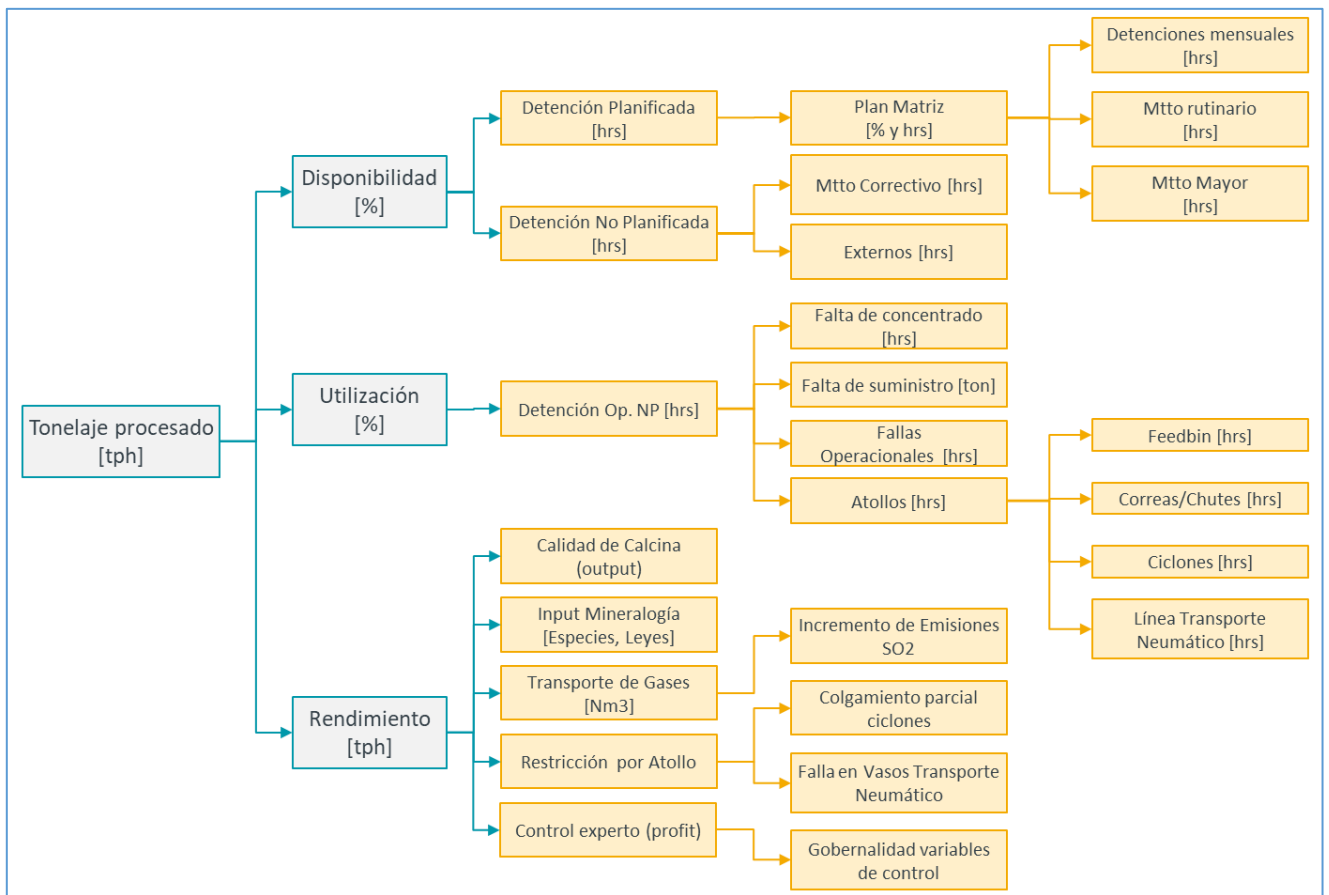 Tonelaje procesado
[tph]
Disponibilidad
[%]
Detención Planificada
[hrs]
Plan Matriz
[% y hrs]
Detenciones mensuales
[hrs]
Mtto rutinario
[hrs]
Mtto Mayor
[hrs]
Detención No Planificada
[hrs]
Mtto Correctivo [hrs]
Externos [hrs]
Utilización
[%]
Detención Op. NP [hrs]
Falta de concentrado
[hrs]
Falta de suministro [ton]
Fallas
Operacionales  [hrs]
Atollos [hrs]
Feedbin [hrs]
Correas/Chutes [hrs]
Ciclones [hrs]
Línea Transporte
Neumático [hrs]
Rendimiento
[tph]
Calidad de Calcina
(output)
Input Mineralogía
[Especies, Leyes]
Transporte de Gases
[Nm3]
Incremento de Emisiones
SO2
Restricción  por Atollo
Colgamiento parcial
ciclones
Falla en Vasos Transporte
Neumático
Control experto (profit)
Gobernalidad variables
de control